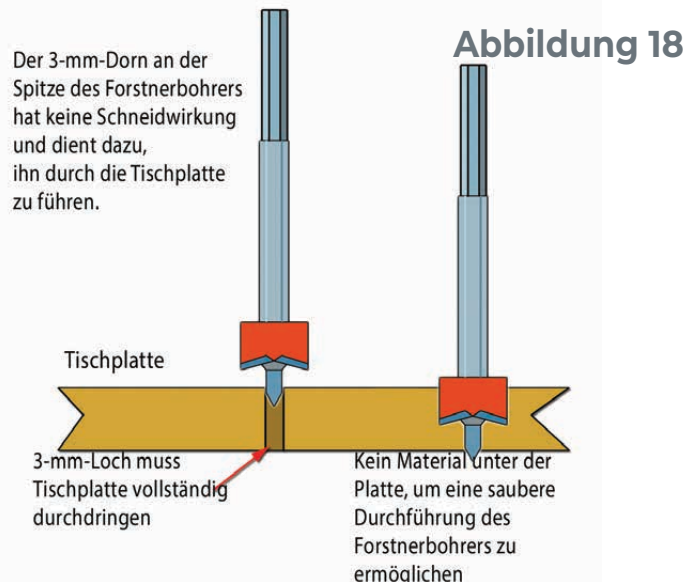 Abbildung 18
Der 3-mm-Dorn an der
Spitze des Forstnerbohrers
hat keine Schneidwirkung
und dient dazu,
ihn durch die Tischplatte
zu führen.
Tischplatte
3-mm-Loch muss
Tischplatte vollständig
durchdringen
Kein Material unter der
Platte, um eine saubere
Durchführung des
Forstnerbohrers zu
ermöglichen